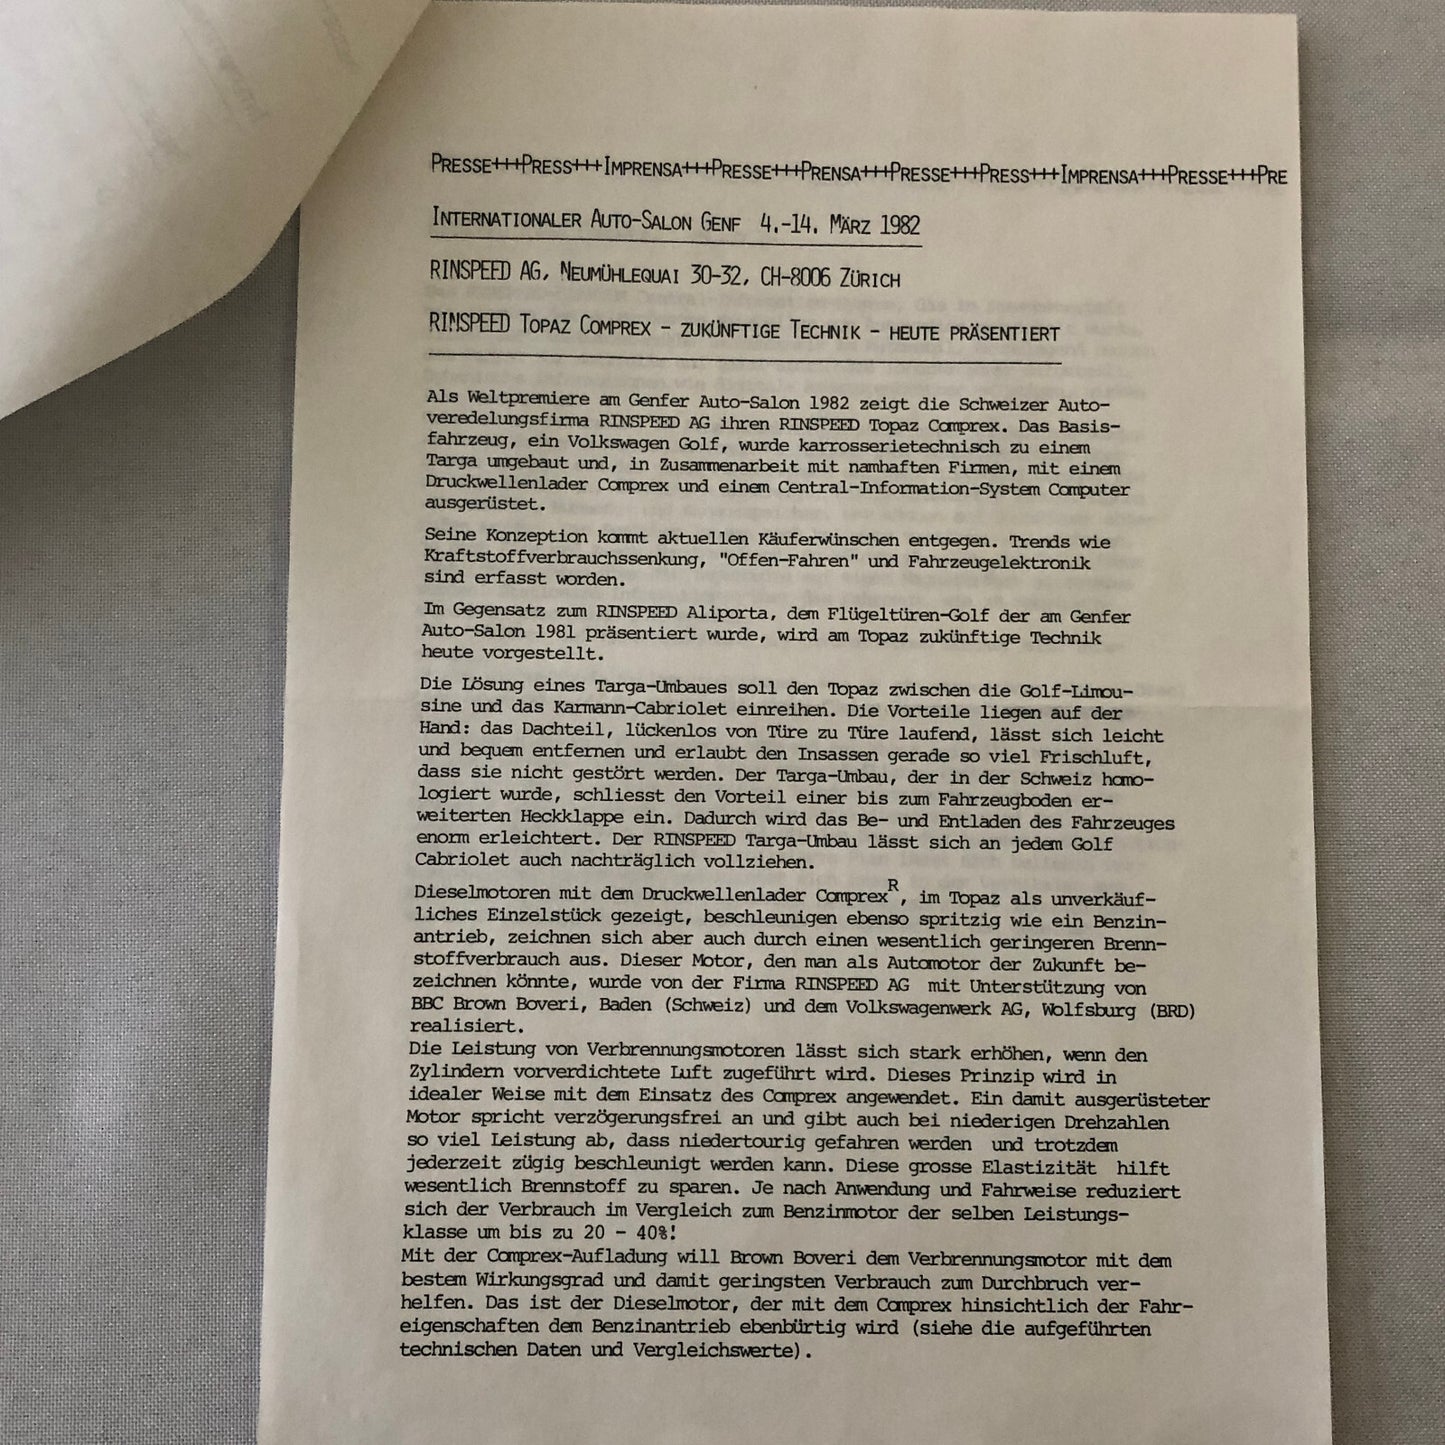 PRESSE+++PRESS+++IMPRENSA+++PRESSE+++PRENSA+++PRESSE+++PRESS+++IMPRENSA+++PRESSE+++PRE
INTERNATIONALER AUTO-SALON GENF 4.-14. MÄRZ 1982
RINSPEED AG, NEUMÜHLEQUAI 30-32, CH-8006 ZÜRICH
RINSPEED TOPAZ COMPREX - ZUKÜNFTIGE TECHNIK - HEUTE PRÄSENTIERT
Als Weltpremiere am Genfer Auto-Salon 1982 zeigt die Schweizer Auto-
veredelungsfirma RINSPEED AG ihren RINSPEED Topaz Comprex. Das Basis-
fahrzeug, ein Volkswagen Golf, wurde karrosserietechnisch zu einem
Targa umgebaut und, in Zusammenarbeit mit namhaften Firmen, mit einem
Druckwellenlader Comprex und einem Central-Information-System Computer
ausgerüstet.
Seine Konzeption kommt aktuellen Käuferwünschen entgegen. Trends wie
Kraftstoffverbrauchssenkung, "Offen-Fahren" und Fahrzeugelektronik
sind erfasst worden.
Im Gegensatz zum RINSPEED Aliporta, dem Flügeltüren-Golf der am Genfer
Auto-Salon 1981 präsentiert wurde, wird am Topaz zukünftige Technik
heute vorgestellt.
Die Lösung eines Targa-Umbaues soll den Topaz zwischen die Golf-Limou-
sine und das Karmann-Cabriolet einreihen. Die Vorteile liegen auf der
Hand: das Dachteil, lückenlos von Türe zu Türe laufend, lässt sich leicht
und bequem entfernen und erlaubt den Insassen gerade so viel Frischluft,
dass sie nicht gestört werden. Der Targa-Umbau, der in der Schweiz homo-
logiert wurde, schliesst den Vorteil einer bis zum Fahrzeugboden er-
weiterten Heckklappe ein. Dadurch wird das Be- und Entladen des Fahrzeuges
enorm erleichtert. Der RINSPEED Targa-Umbau lässt sich an jedem Golf
Cabriolet auch nachträglich vollziehen.
Dieselmotoren mit dem Druckwellenlader Comprex^R, im Topaz als unverkäuf-
liches Einzelstück gezeigt, beschleunigen ebenso spritzig wie ein Benzin-
antrieb, zeichnen sich aber auch durch einen wesentlich geringeren Brenn-
stoffverbrauch aus. Dieser Motor, den man als Automotor der Zukunft be-
zeichnen könnte, wurde von der Firma RINSPEED AG mit Unterstützung von
BBC Brown Boveri, Baden (Schweiz) und dem Volkswagenwerk AG, Wolfsburg (BRD)
realisiert.
Die Leistung von Verbrennungsmotoren lässt sich stark erhöhen, wenn den
Zylindern vorverdichtete Luft zugeführt wird. Dieses Prinzip wird in
idealer Weise mit dem Einsatz des Comprex angewendet. Ein damit ausgerüsteter
Motor spricht verzögerungsfrei an und gibt auch bei niederigen Drehzahlen
so viel Leistung ab, dass niedertourig gefahren werden und trotzdem
jederzeit zügig beschleunigt werden kann. Diese grosse Elastizität hilft
wesentlich Brennstoff zu sparen. Je nach Anwendung und Fahrweise reduziert
sich der Verbrauch im Vergleich zum Benzinmotor der selben Leistungs-
klasse um bis zu 20 - 40%!
Mit der Comprex-Aufladung will Brown Boveri dem Verbrennungsmotor mit dem
bestem Wirkungsgrad und damit geringsten Verbrauch zum Durchbruch ver-
helfen. Das ist der Dieselmotor, der mit dem Comprex hinsichtlich der Fahr-
eigenschaften dem Benzinantrieb ebenbürtig wird (siehe die aufgeführten
technischen Daten und Vergleichswerte).